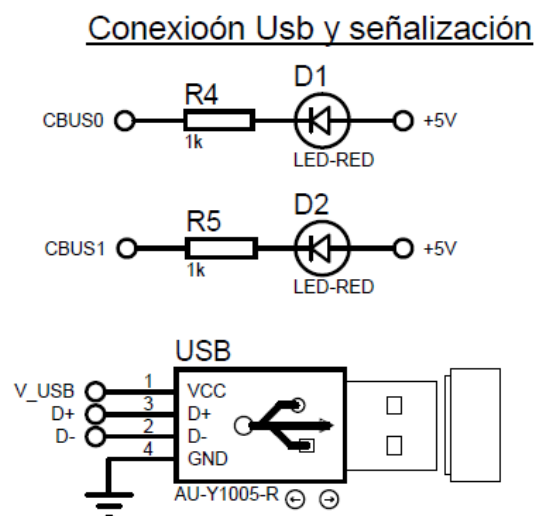 Conexioón Usb y señalización
D1
R4
CBUS0
+5V
1k
LED-RED
D2
R5
CBUS1
+5V
1k
LED-RED
USB
V_USB 1 VCC
D+ 3 D+
D- 2 D-
4 GND
AU-Y1005-R